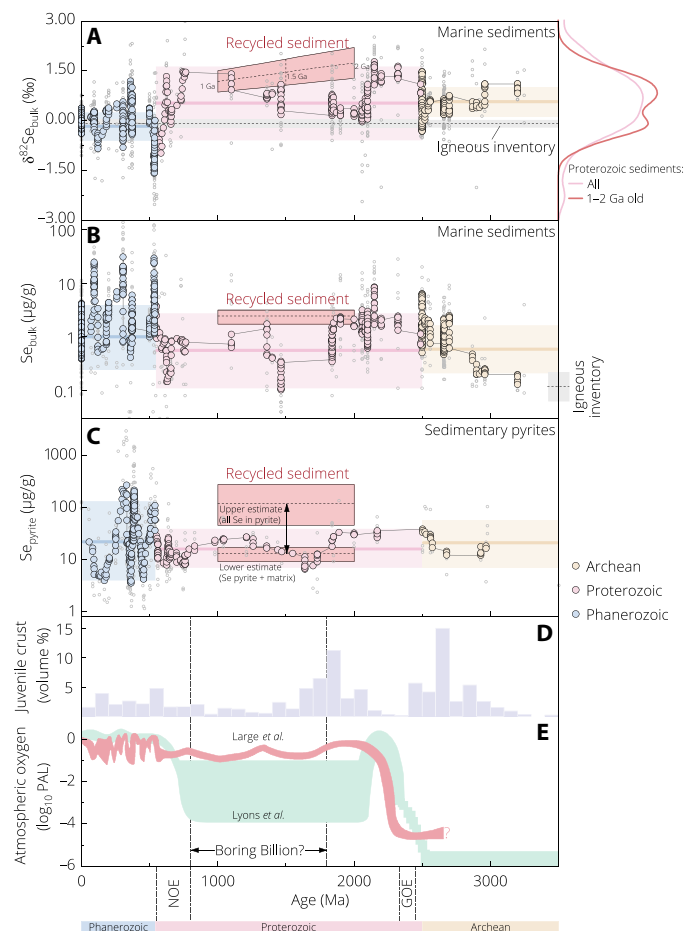 3.00
1.50
0.00
−1.50
−3.00
δ82Sebulk (‰)
A
Recycled sediment
Marine sediments
1 Ga
1.5 Ga
2 Ga
Igneous inventory
Proterozoic sediments:
All
1–2 Ga old
100
10
1
0.1
Sebulk (µg/g)
B
Marine sediments
Recycled sediment
Igneous
inventory
1000
100
10
1
Sepyrite (µg/g)
C
Sedimentary pyrites
Recycled sediment
Upper estimate
(all Se in pyrite)
Lower estimate
(Se pyrite + matrix)
Archean
Proterozoic
Phanerozoic
15
10
5
Juvenile crust
(volume %)
D
0
−2
−4
−6
Atmospheric oxygen
(log10 PAL)
E
Large et al.
Lyons et al.
?
Boring Billion?
0
1000
2000
3000
Age (Ma)
NOE
GOE
Phanerozoic
Proterozoic
Archean